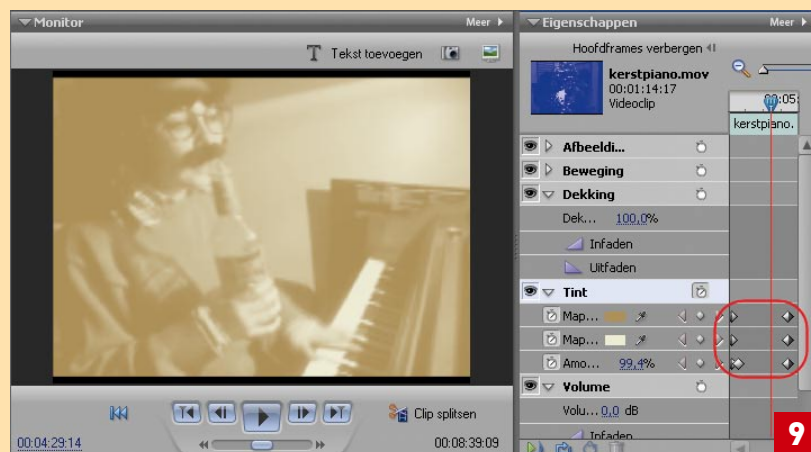 Monitor
Meer
Tekst toevoegen
Clip splitsen
00:04:29:14
00:08:39:09
Eigenschappen
Meer
Hoofdframes verbergen
kerstpiano.mov
00:01:14:17
Videoclip
00:05:
kerstpiano.
Afbeeldi...
Beweging
Dekking
Dek... 100,0%
Infaden
Uitfaden
Tint
Map...
Map...
Amo... 99,4%
Volume
Volu... 0,0 dB
Infaden
9